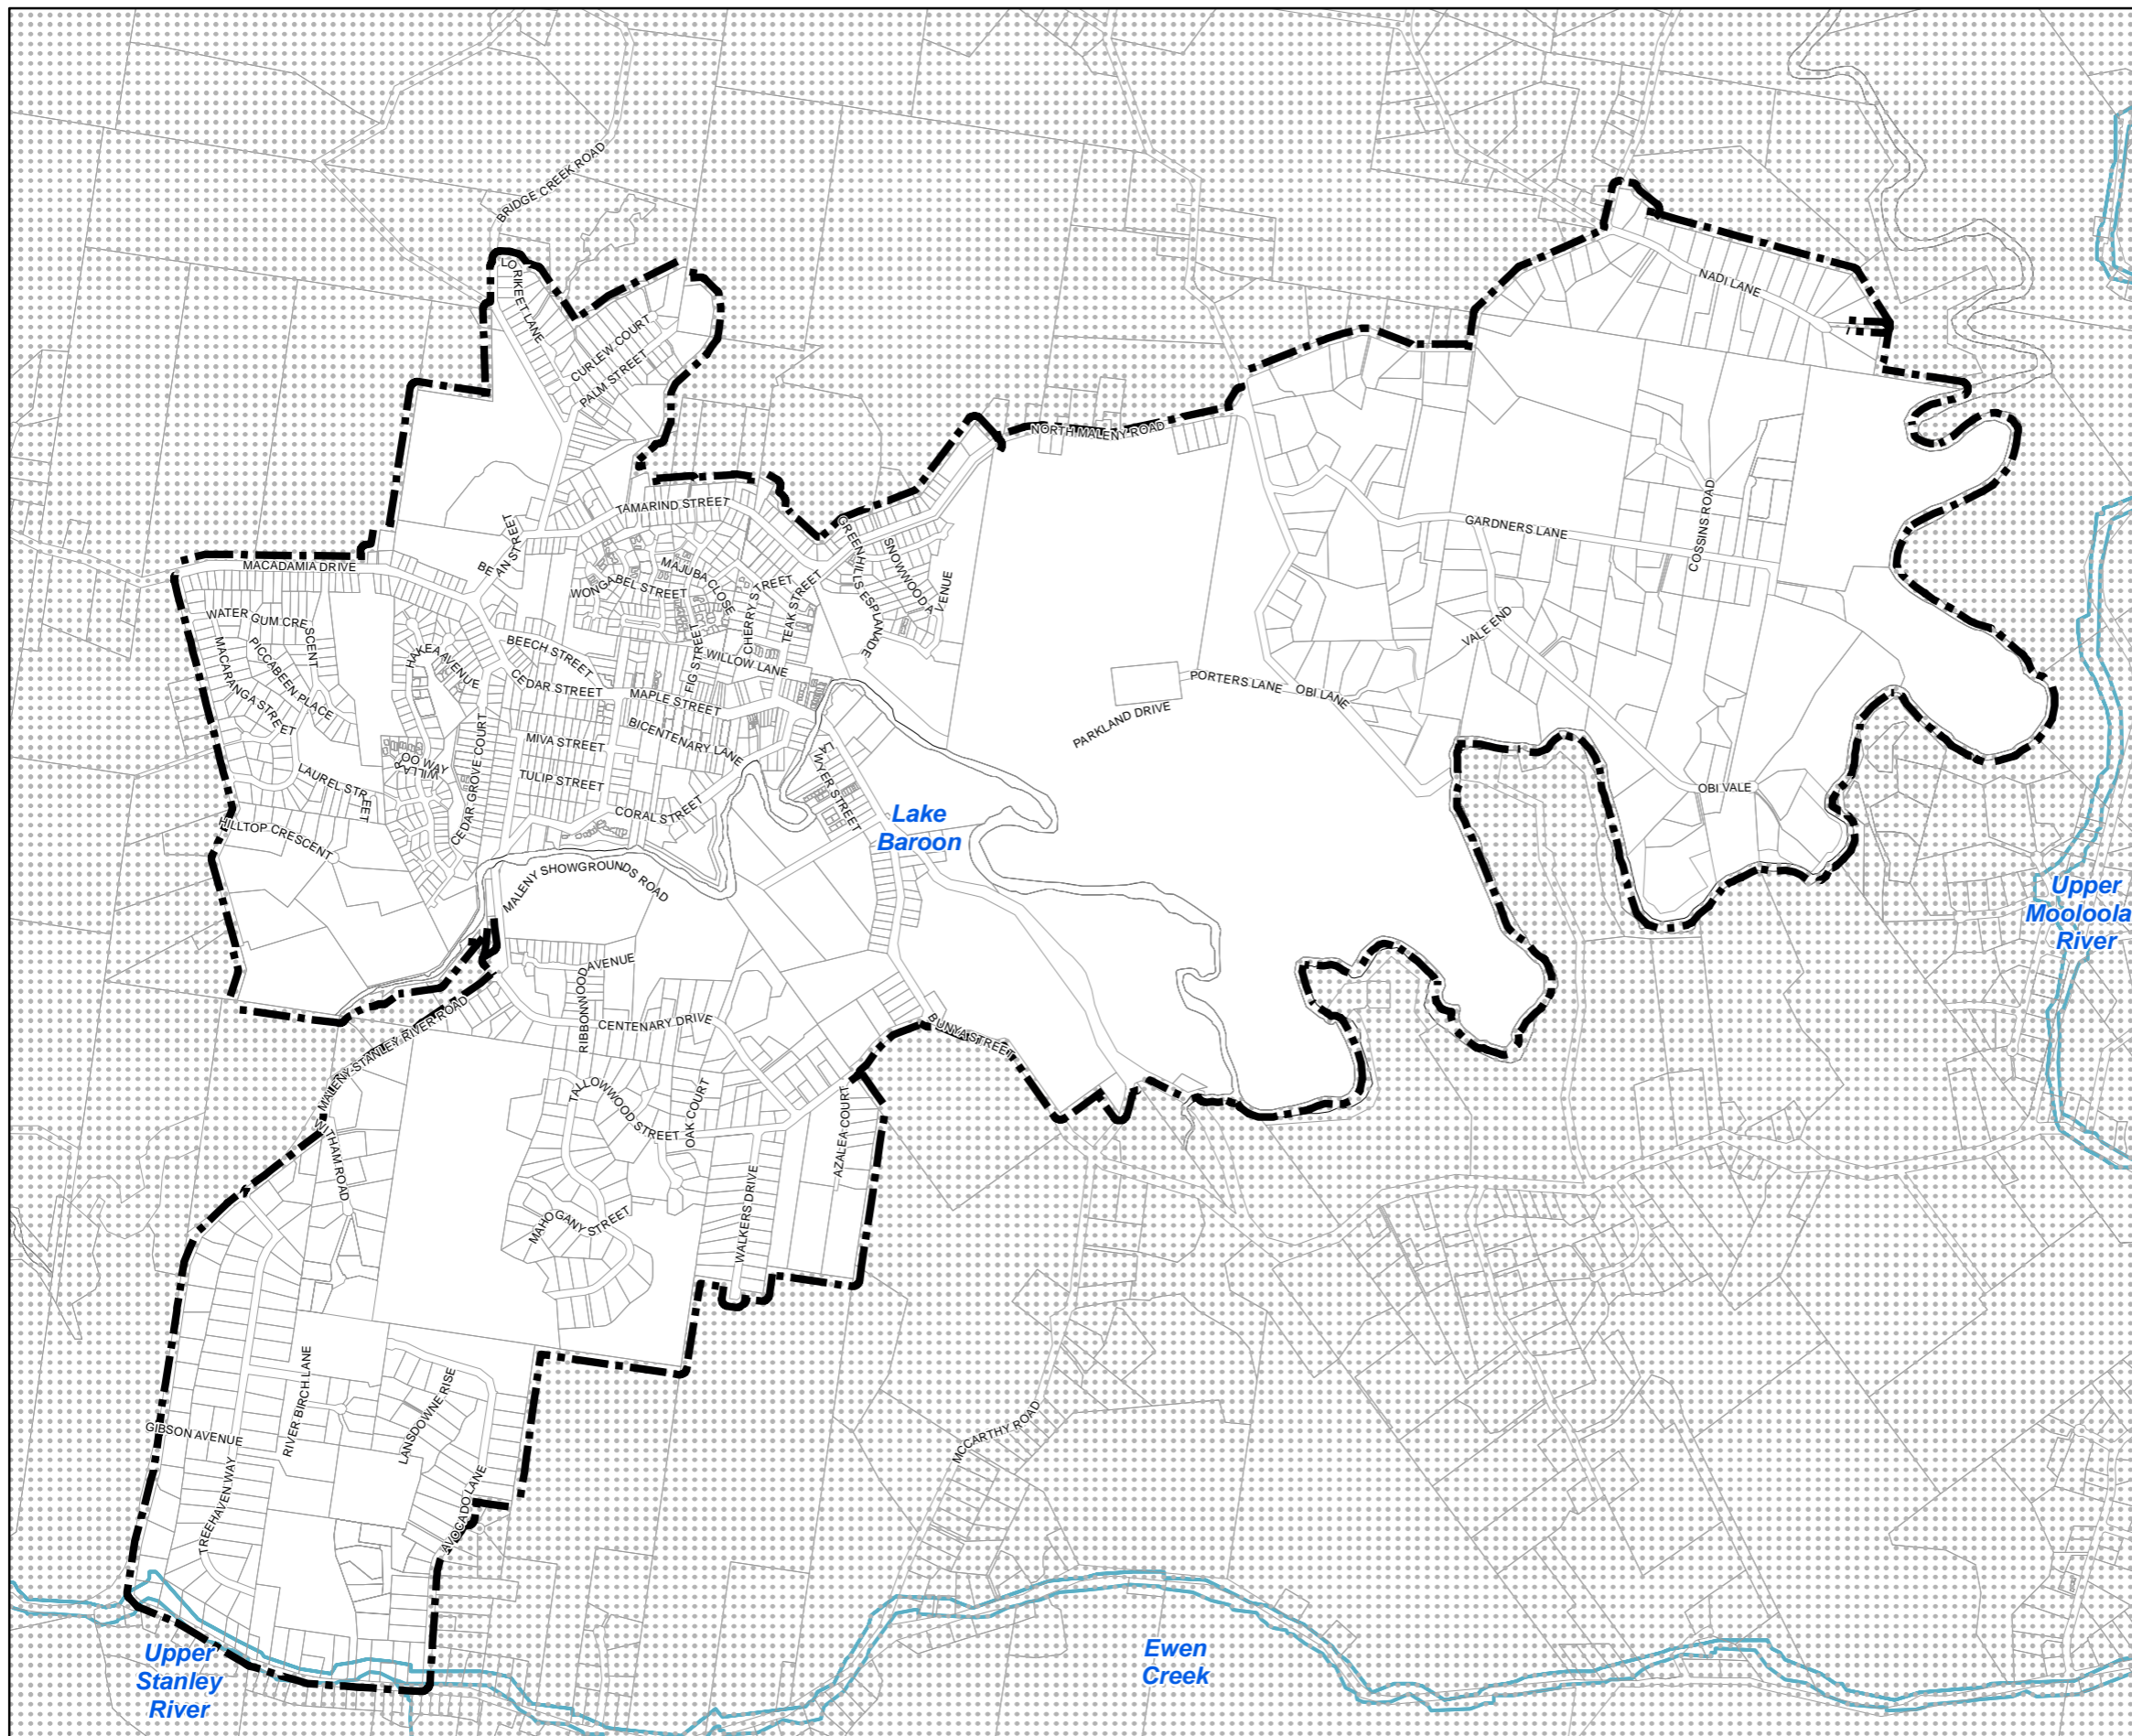 BRIDGE CREEK ROAD
LORIKEET LANE
CURLEW COURT
PALM STREET
NADI LANE
NORTH MALENY ROAD
TAMARIND STREET
BEAN STREET
GREENHILLS ESPLANADE
SNOWWOOD AVENUE
GARDNERS LANE
COSSINS ROAD
MACADAMIA DRIVE
WONGABEL STREET
MAJUBA CLOSE
CHERRY STREET
TEAK STREET
WATER GUM CRESCENT
MACARANGA STREET
PICCABEEN PLACE
HAKEA AVENUE
BEECH STREET
FIG STREET
WILLOW LANE
VALE END
CEDAR STREET
MAPLE STREET
PORTERS LANE
OBI LANE
PARKLAND DRIVE
BICENTENARY LANE
MIVA STREET
TULIP STREET
CEDAR GROVE COURT
WILLAROO WAY
LAUREL STREET
LAWYER STREET
CORAL STREET
OBI VALE
HILLTOP CRESCENT
Lake
Baroon
MALENY SHOWGROUNDS ROAD
Upper
Mooloola
River
RIBBONWOOD AVENUE
CENTENARY DRIVE
MALENY-STANLEY RIVER ROAD
BUNYA STREET
TALLOWWOOD STREET
OAK COURT
AZALEA COURT
WITHAM ROAD
WALKERS DRIVE
MAHOGANY STREET
RIVER BIRCH LANE
LANSDOWNE RISE
GIBSON AVENUE
MCCARTHY ROAD
TREEHAVEN WAY
AVOCADO LANE
Upper
Stanley
River
Ewen
Creek